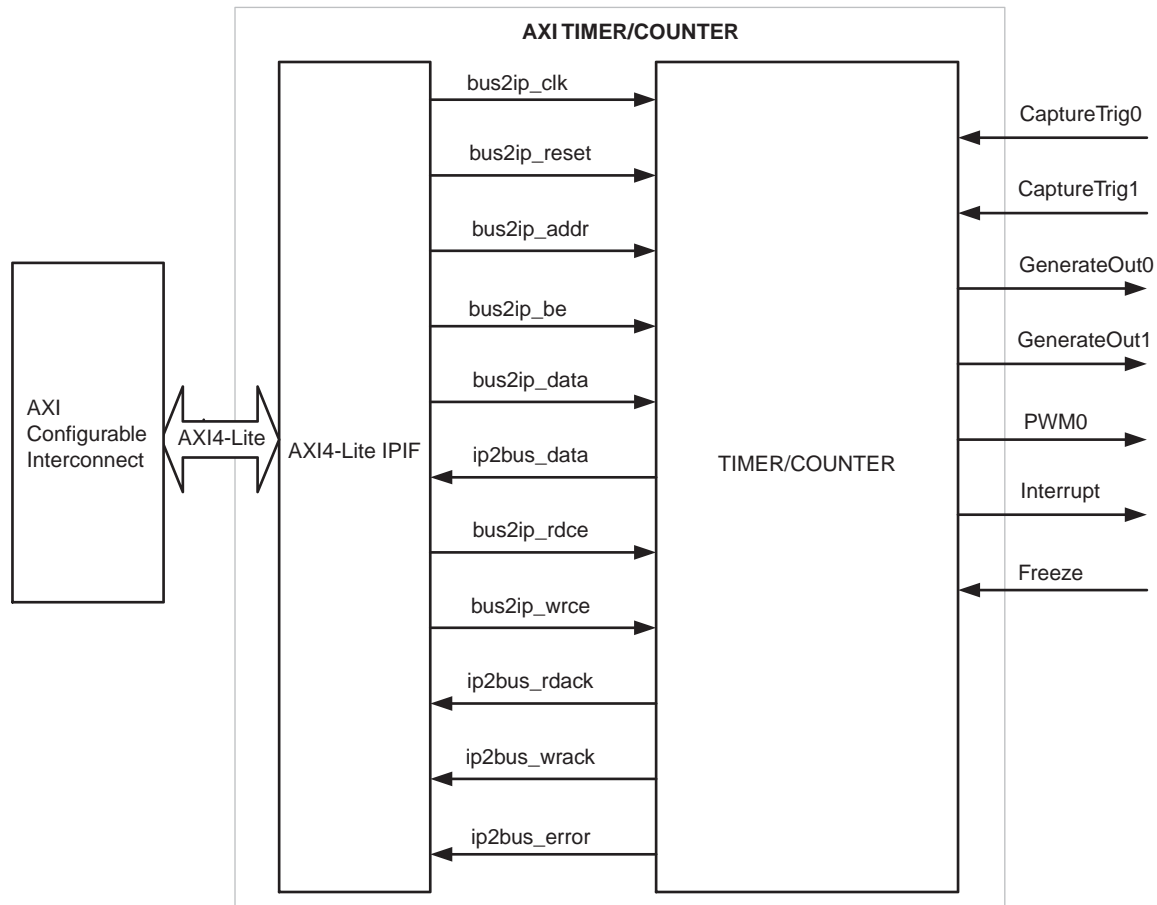 AXI TIMER/COUNTER
bus2ip_clk
bus2ip_reset
bus2ip_addr
bus2ip_be
bus2ip_data
ip2bus_data
bus2ip_rdce
bus2ip_wrce
ip2bus_rdack
ip2bus_wrack
ip2bus_error
AXI
Configurable
Interconnect
AXI4-Lite
AXI4-Lite IPIF
TIMER/COUNTER
CaptureTrig0
CaptureTrig1
GenerateOut0
GenerateOut1
PWM0
Interrupt
Freeze